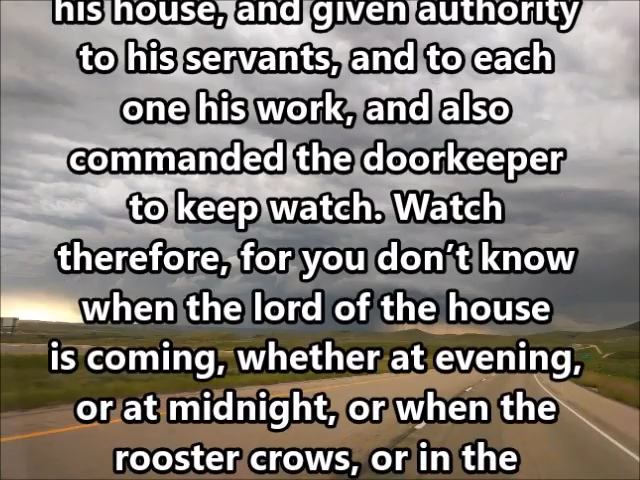 his house, and given authority
to his servants, and to each
one his work, and also
commanded the doorkeeper
to keep watch. Watch
therefore, for you don’t know
when the lord of the house
is coming, whether at evening,
or at midnight, or when the
rooster crows, or in the